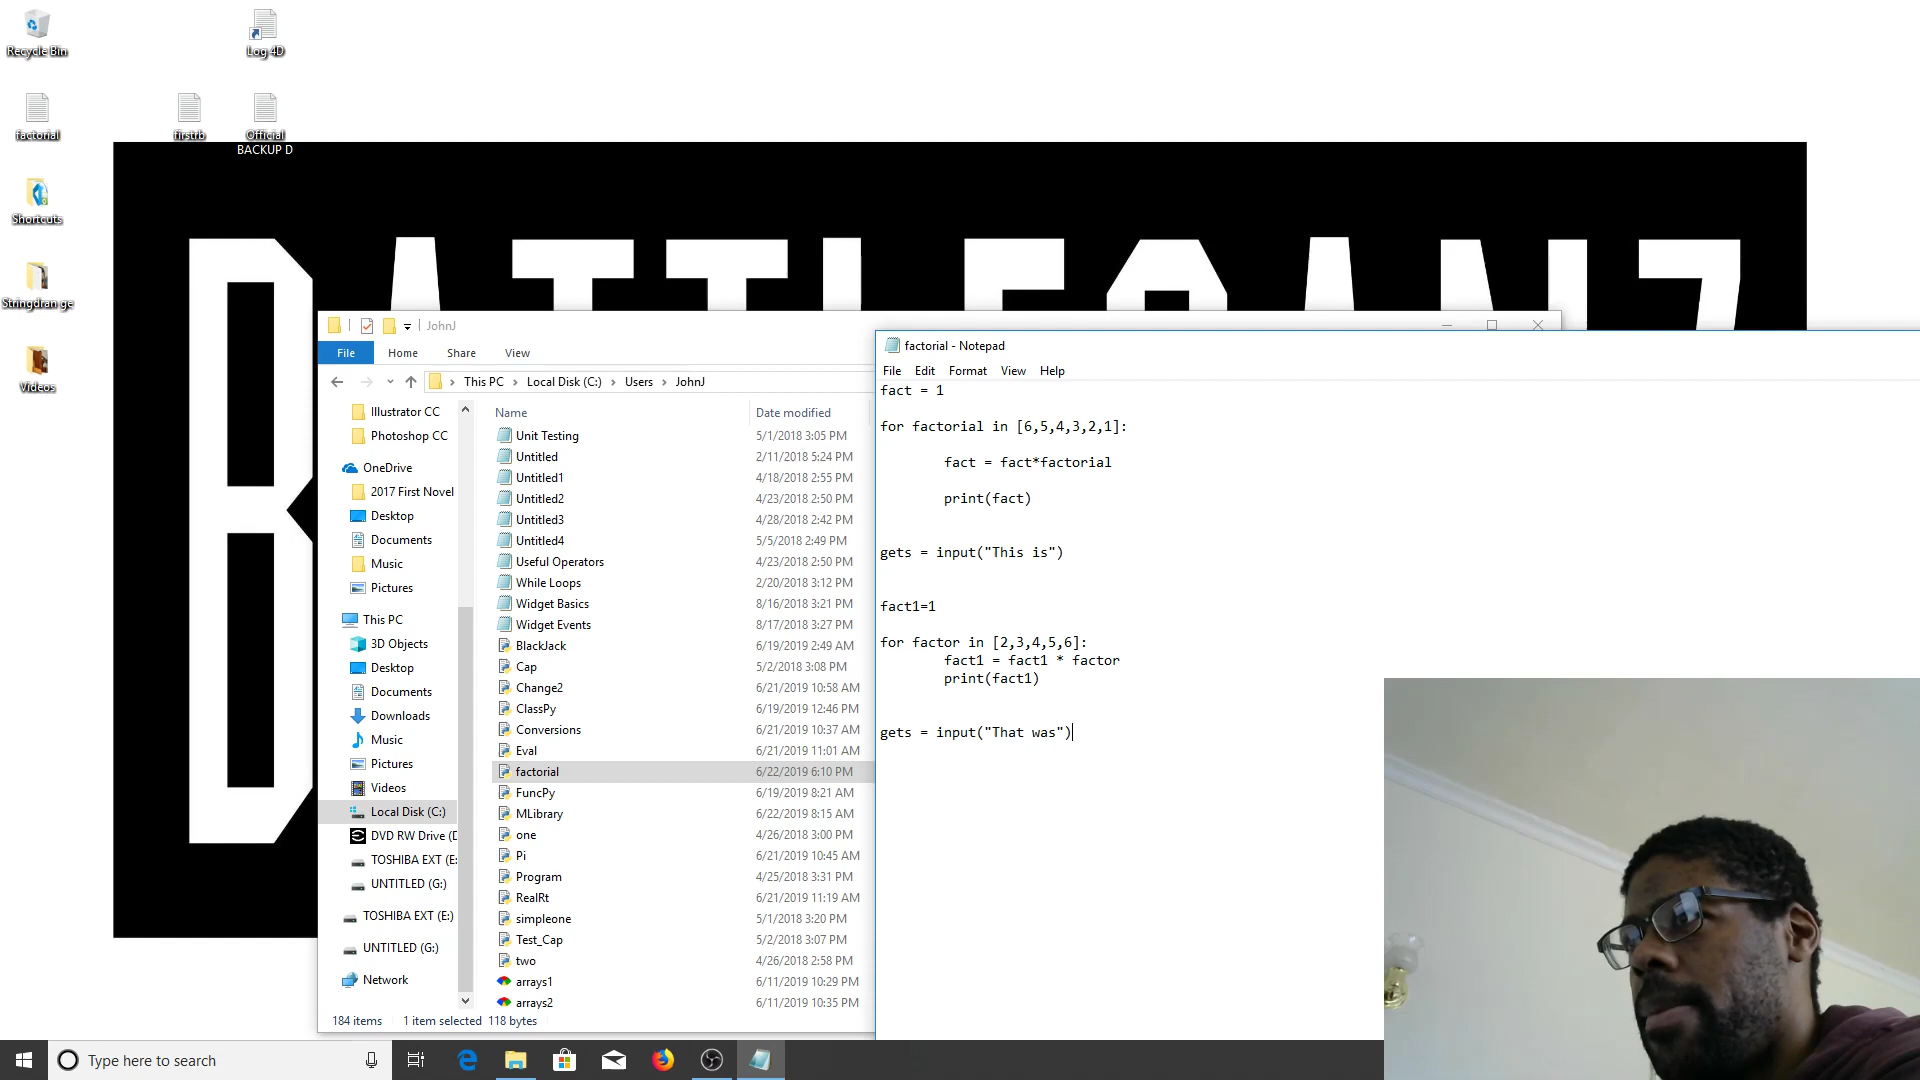 Recycle Bin
Log 4D
factorial
firstrb
Official
BACKUP D
Shortcuts
Stringdran ge
Videos
JohnJ
File
Home
Share
View
This PC
Local Disk (C:)
Users
JohnJ
Name
Date modified
Illustrator CC
Photoshop CC
OneDrive
2017 First Novel
Desktop
Documents
Music
Pictures
This PC
3D Objects
Desktop
Documents
Downloads
Music
Pictures
Videos
Local Disk (C:)
DVD RW Drive (D
TOSHIBA EXT (E:
UNTITLED (G:)
TOSHIBA EXT (E:)
UNTITLED (G:)
Network
Unit Testing 5/1/2018 3:05 PM
Untitled 2/11/2018 5:24 PM
Untitled1 4/18/2018 2:55 PM
Untitled2 4/23/2018 2:50 PM
Untitled3 4/28/2018 2:42 PM
Untitled4 5/5/2018 2:49 PM
Useful Operators 4/23/2018 2:50 PM
While Loops 2/20/2018 3:12 PM
Widget Basics 8/16/2018 3:21 PM
Widget Events 8/17/2018 3:27 PM
BlackJack 6/19/2019 2:49 AM
Cap 5/2/2018 3:08 PM
Change2 6/21/2019 10:58 AM
ClassPy 6/19/2019 12:46 PM
Conversions 6/21/2019 10:37 AM
Eval 6/21/2019 11:01 AM
factorial 6/22/2019 6:10 PM
FuncPy 6/19/2019 8:21 AM
MLibrary 6/22/2019 8:15 AM
one 4/26/2018 3:00 PM
Pi 6/21/2019 10:45 AM
Program 4/25/2018 3:31 PM
RealRt 6/21/2019 11:19 AM
simpleone 5/1/2018 3:20 PM
Test_Cap 5/2/2018 3:07 PM
two 4/26/2018 2:58 PM
arrays1 6/11/2019 10:29 PM
arrays2 6/11/2019 10:35 PM
184 items
1 item selected 118 bytes
factorial - Notepad
File Edit Format View Help
fact = 1
for factorial in [6,5,4,3,2,1]:
fact = fact*factorial
print(fact)
gets = input("This is")
fact1=1
for factor in [2,3,4,5,6]:
fact1 = fact1 * factor
print(fact1)
gets = input("That was")
Type here to search